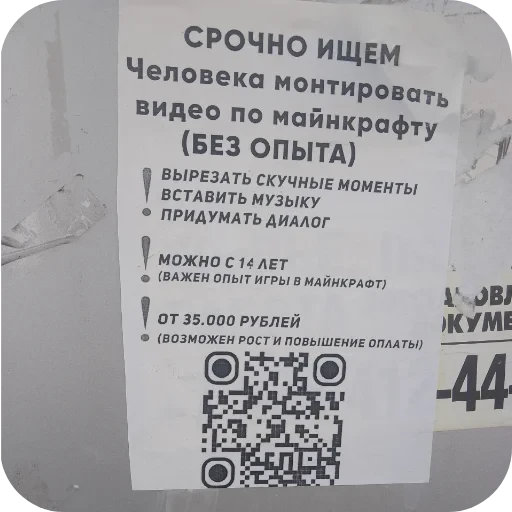 СРОЧНО ИЩЕМ
Человека монтировать
видео по майнкрафту
(БЕЗ ОПЫТА)
! ВЫРЕЗАТЬ СКУЧНЫЕ МОМЕНТЫ
ВСТАВИТЬ МУЗЫКУ
ПРИДУМАТЬ ДИАЛОГ
! МОЖНО С 14 ЛЕТ
(ВАЖЕН ОПЫТ ИГРЫ В МАЙНКРАФТ)
! ОТ 35.000 РУБЛЕЙ
(ВОЗМОЖЕН РОСТ И ПОВЫШЕНИЕ ОПЛАТЫ)
-44-